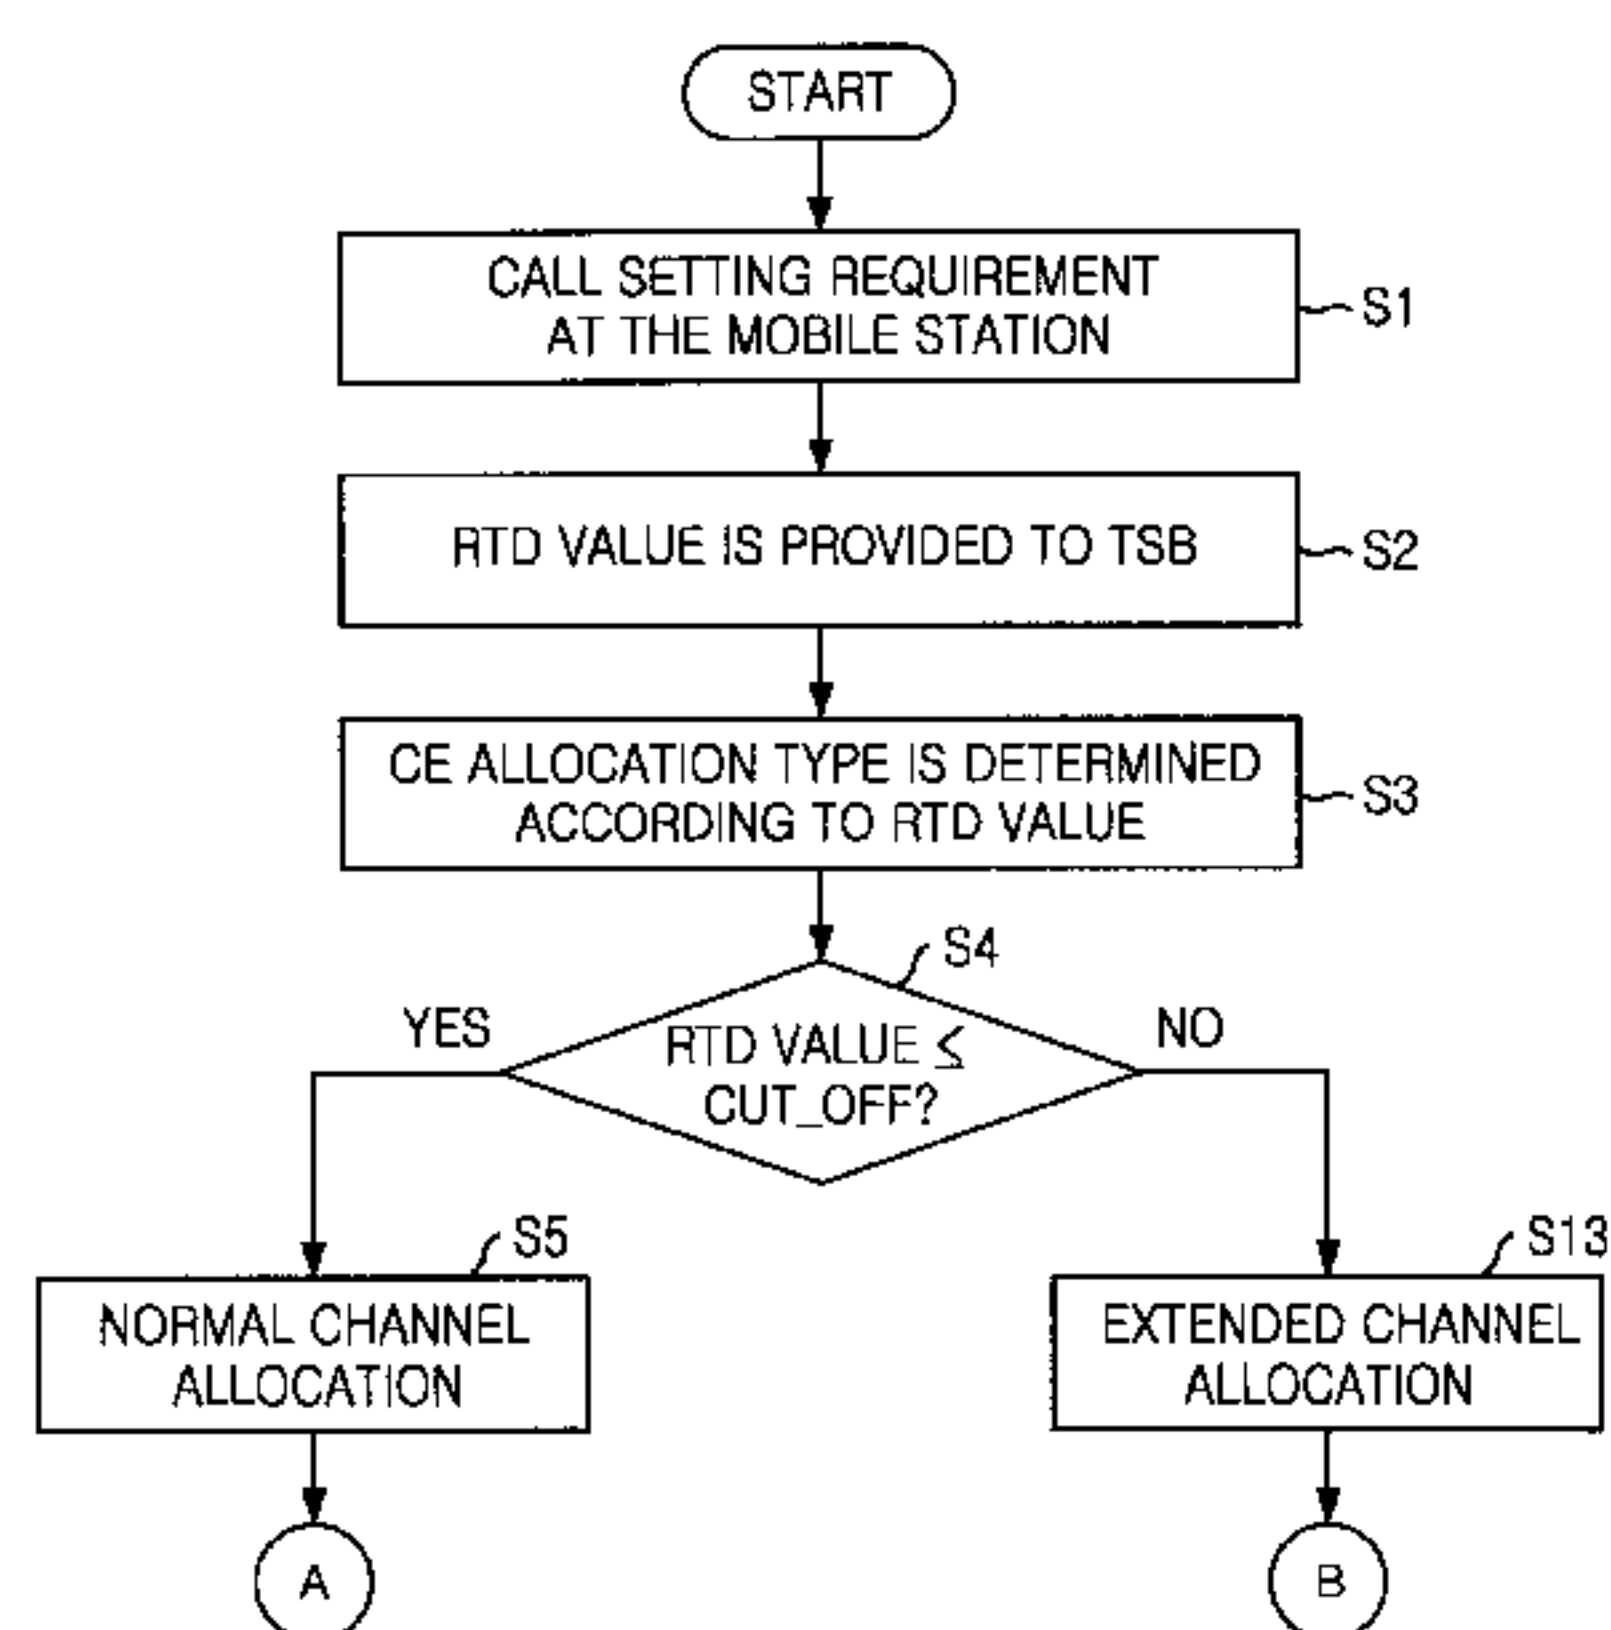 START
CALL SETTING REQUIREMENT
AT THE MOBILE STATION
S1
RTD VALUE IS PROVIDED TO TSB
S2
CE ALLOCATION TYPE IS DETERMINED
ACCORDING TO RTD VALUE
S3
S4
YES
RTD VALUE ≤
CUT_OFF?
NO
S5
NORMAL CHANNEL
ALLOCATION
S13
EXTENDED CHANNEL
ALLOCATION
A
B